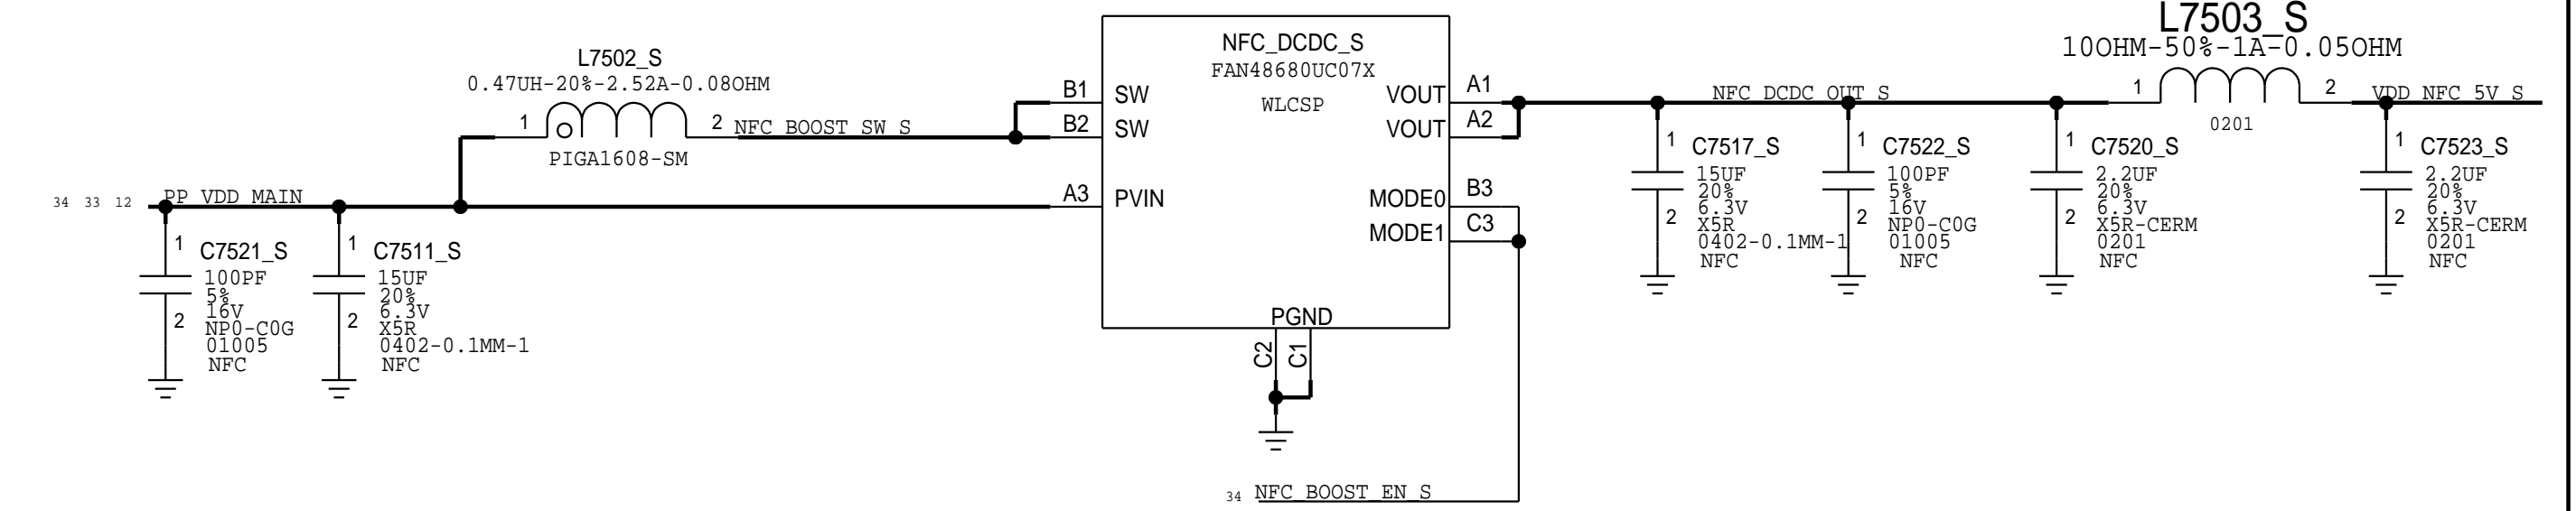 L7502_S
0.47UH-20%-2.52A-0.08OHM
1
2
NFC_BOOST_SW_S
PIGA1608-SM
34 33 12
PP_VDD_MAIN
1
C7521_S
100PF
5%
16V
NP0-C0G
01005
NFC
2
1
C7511_S
15UF
20%
6.3V
X5R
0402-0.1MM-1
NFC
2
NFC_DCDC_S
FAN48680UC07X
WLCSP
B1
SW
B2
SW
A3
PVIN
VOUT
A1
VOUT
A2
MODE0
B3
MODE1
C3
PGND
C2
C1
34
NFC_BOOST_EN_S
NFC_DCDC_OUT_S
1
C7517_S
15UF
20%
6.3V
X5R
0402-0.1MM-1
NFC
2
1
C7522_S
100PF
5%
16V
NP0-C0G
01005
NFC
2
1
C7520_S
2.2UF
20%
6.3V
X5R-CERM
0201
NFC
2
L7503_S
10OHM-50%-1A-0.05OHM
1
2
0201
VDD_NFC_5V_S
1
C7523_S
2.2UF
20%
6.3V
X5R-CERM
0201
NFC
2